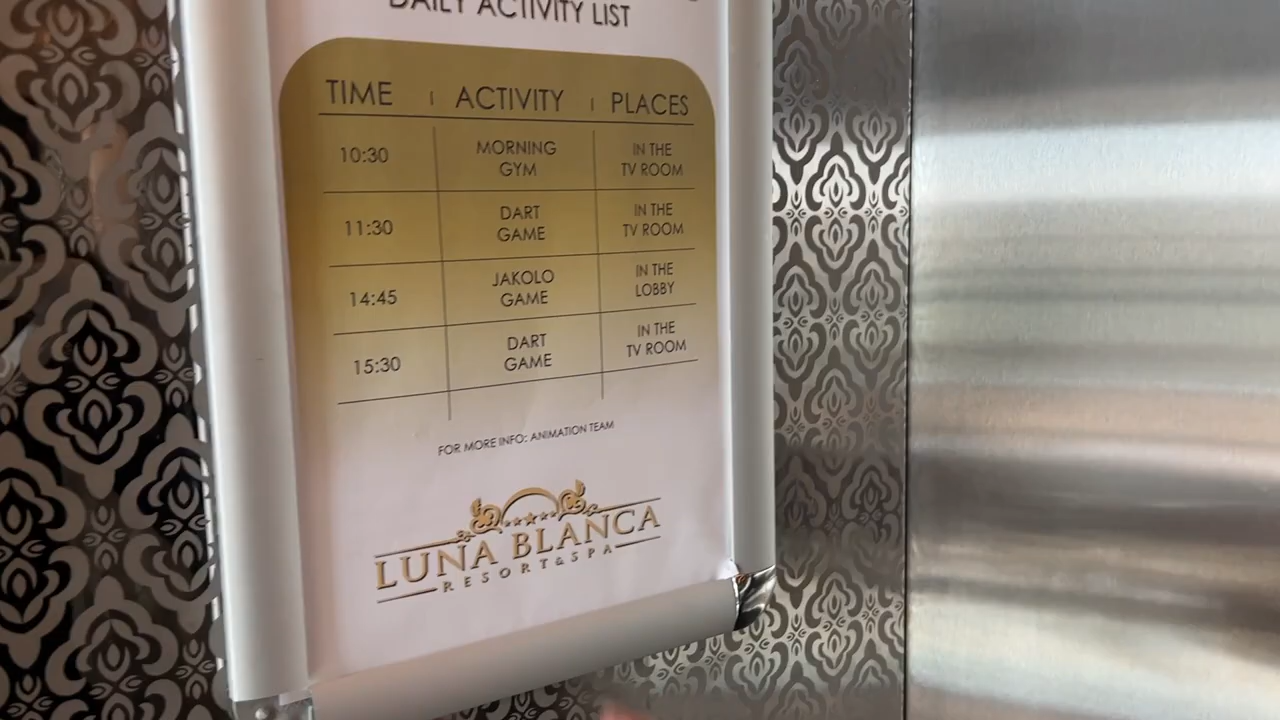 DAILY ACTIVITY LIST
TIME | ACTIVITY | PLACES
10:30 MORNING GYM IN THE TV ROOM
11:30 DART GAME IN THE TV ROOM
14:45 JAKOLO GAME IN THE LOBBY
15:30 DART GAME IN THE TV ROOM
FOR MORE INFO: ANIMATION TEAM
LUNA BLANCA
RESORT & SPA